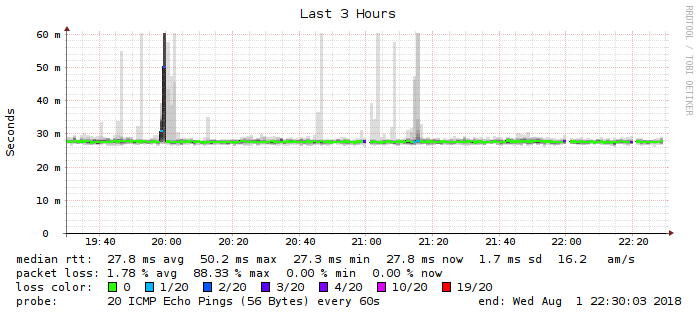 Last 3 Hours
RRDTOOL / TOBI OETIKER
Seconds
60 m
50 m
40 m
30 m
20 m
10 m
0
19:40 20:00 20:20 20:40 21:00 21:20 21:40 22:00 22:20
median rtt: 27.8 ms avg 50.2 ms max 27.3 ms min 27.8 ms now 1.7 ms sd 16.2 am/s
packet loss: 1.78 % avg 88.33 % max 0.00 % min 0.00 % now
loss color: 0 1/20 2/20 3/20 4/20 10/20 19/20
probe: 20 ICMP Echo Pings (56 Bytes) every 60s end: Wed Aug 1 22:30:03 2018